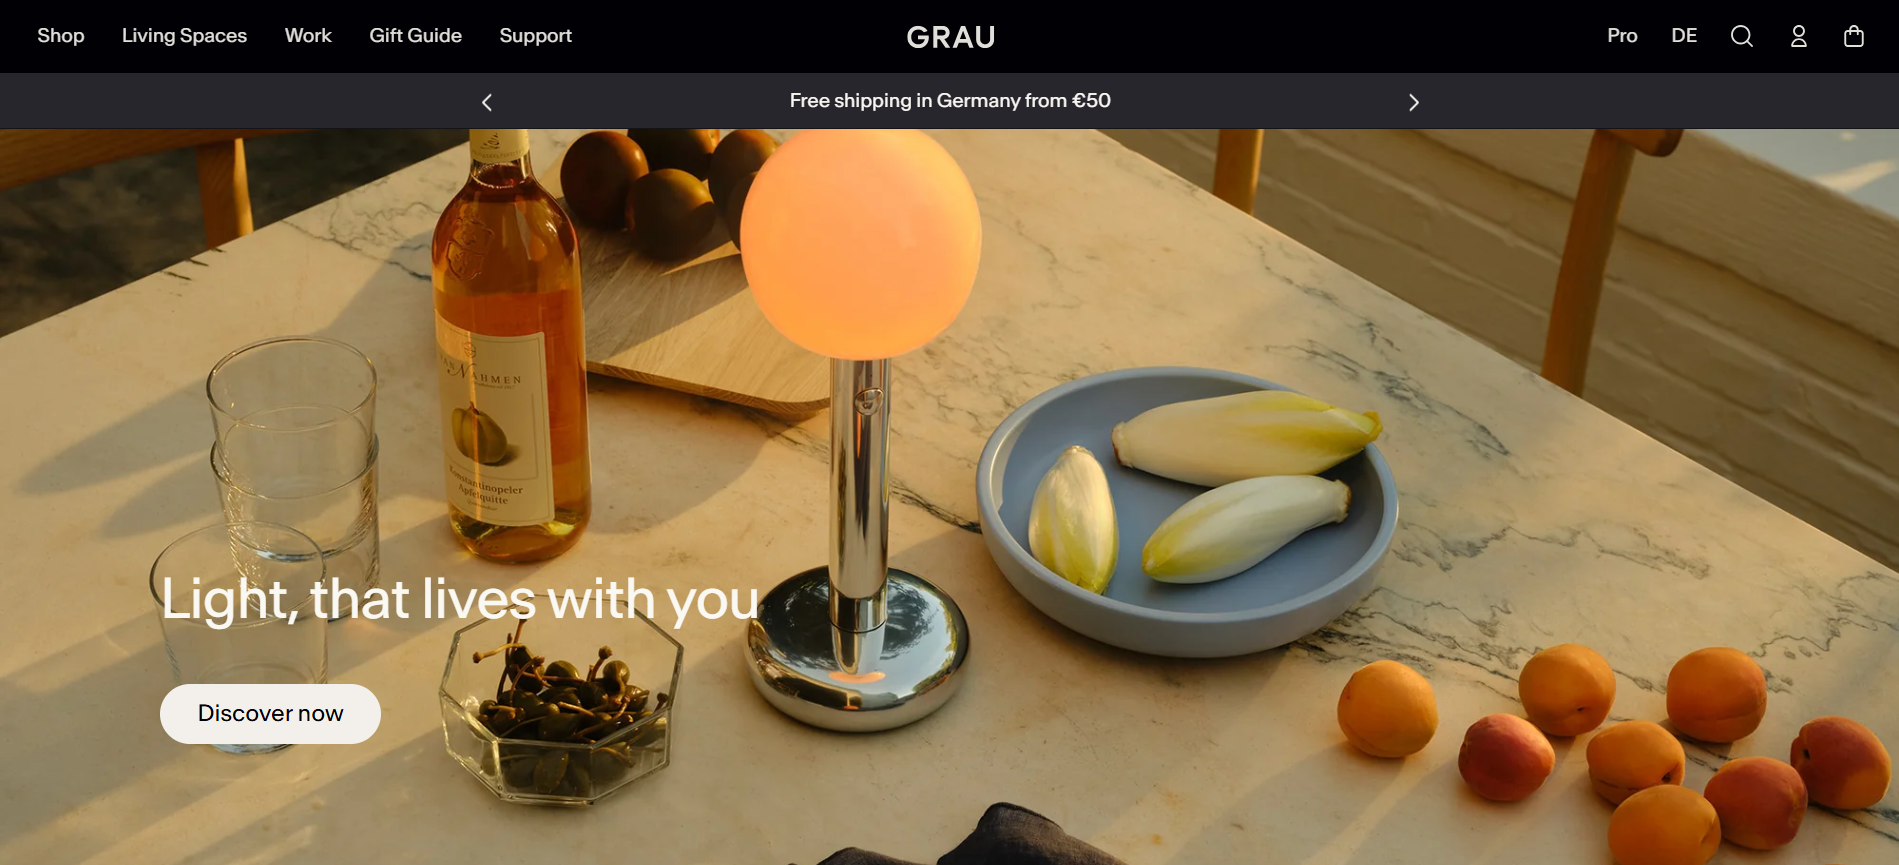 Shop Living Spaces Work Gift Guide Support GRAU Pro DE
Free shipping in Germany from €50
VAN NAHMEN
Konstantinopeler
Apfelquitte
Light, that lives with you
Discover now